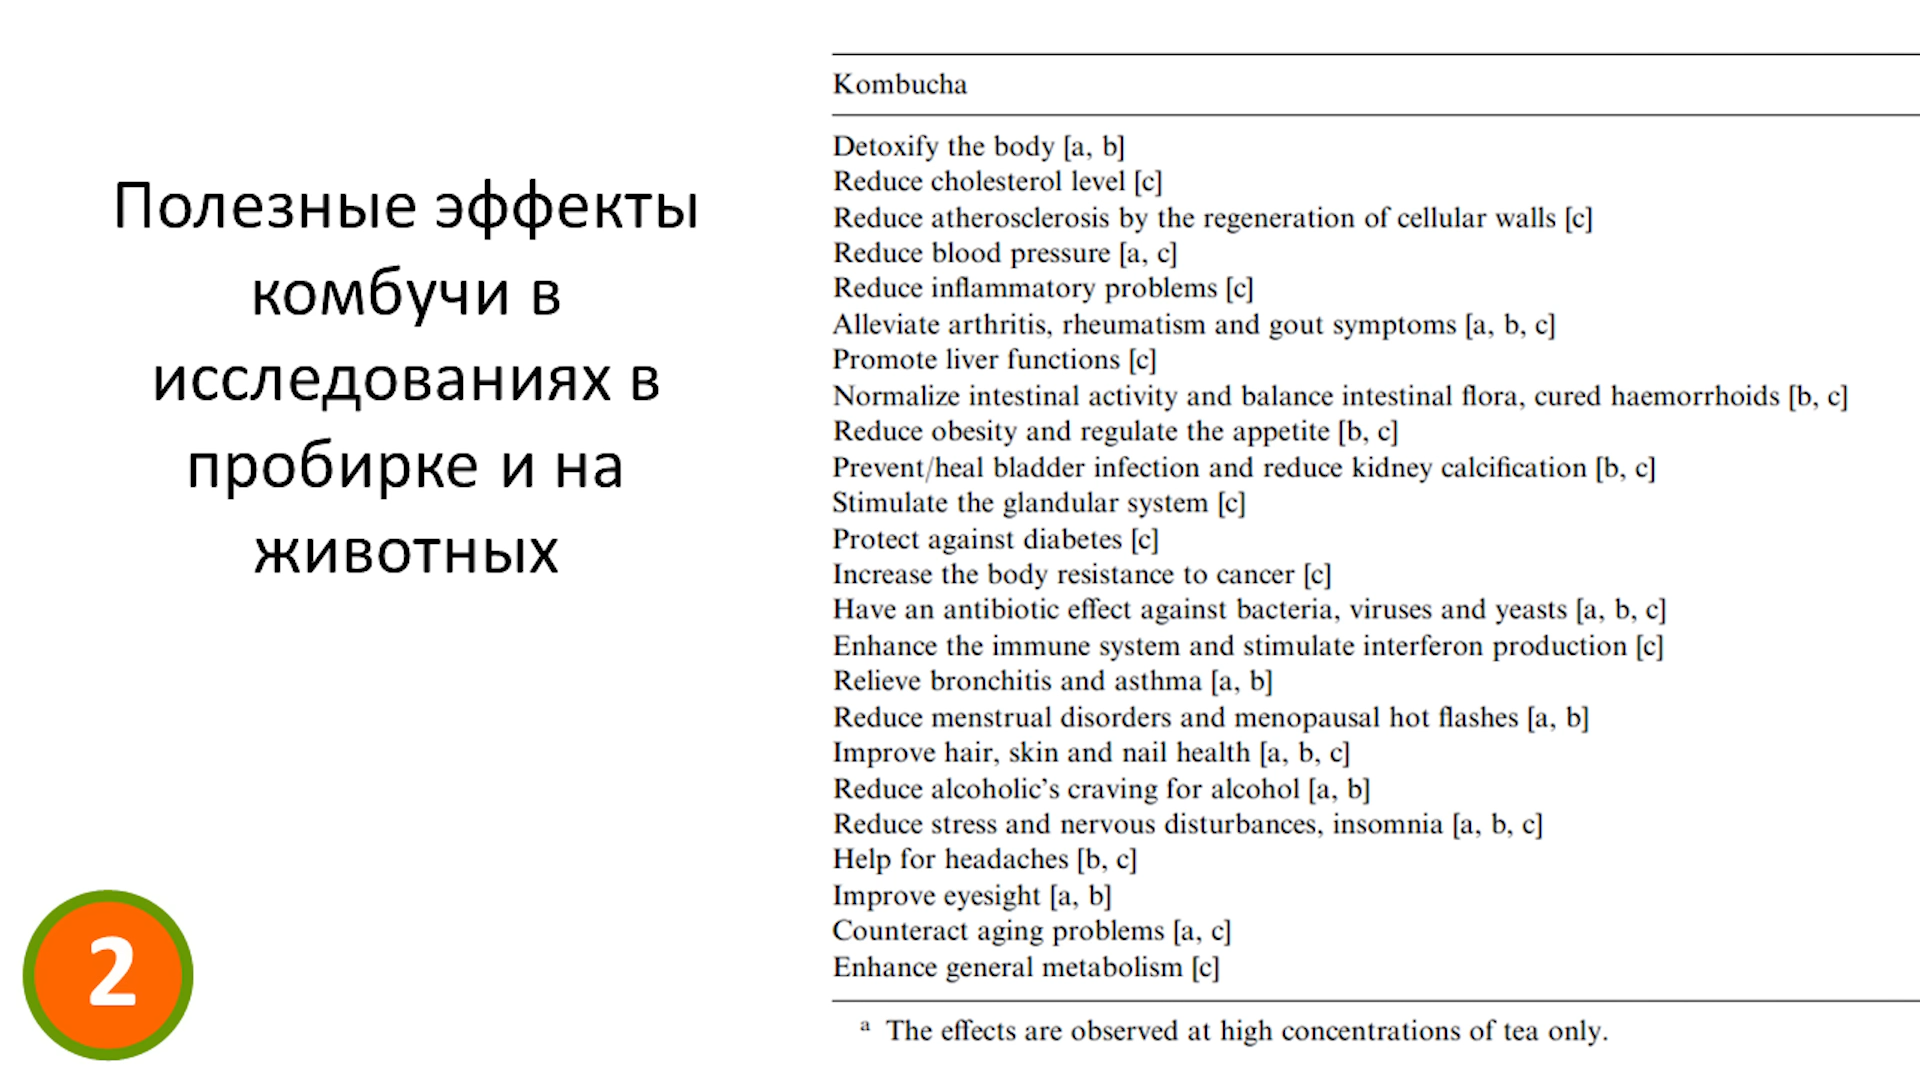 Полезные эффекты
комбучи в
исследованиях в
пробирке и на
животных
2
Kombucha
Detoxify the body [a, b]
Reduce cholesterol level [c]
Reduce atherosclerosis by the regeneration of cellular walls [c]
Reduce blood pressure [a, c]
Reduce inflammatory problems [c]
Alleviate arthritis, rheumatism and gout symptoms [a, b, c]
Promote liver functions [c]
Normalize intestinal activity and balance intestinal flora, cured haemorrhoids [b, c]
Reduce obesity and regulate the appetite [b, c]
Prevent/heal bladder infection and reduce kidney calcification [b, c]
Stimulate the glandular system [c]
Protect against diabetes [c]
Increase the body resistance to cancer [c]
Have an antibiotic effect against bacteria, viruses and yeasts [a, b, c]
Enhance the immune system and stimulate interferon production [c]
Relieve bronchitis and asthma [a, b]
Reduce menstrual disorders and menopausal hot flashes [a, b]
Improve hair, skin and nail health [a, b, c]
Reduce alcoholic's craving for alcohol [a, b]
Reduce stress and nervous disturbances, insomnia [a, b, c]
Help for headaches [b, c]
Improve eyesight [a, b]
Counteract aging problems [a, c]
Enhance general metabolism [c]
a The effects are observed at high concentrations of tea only.